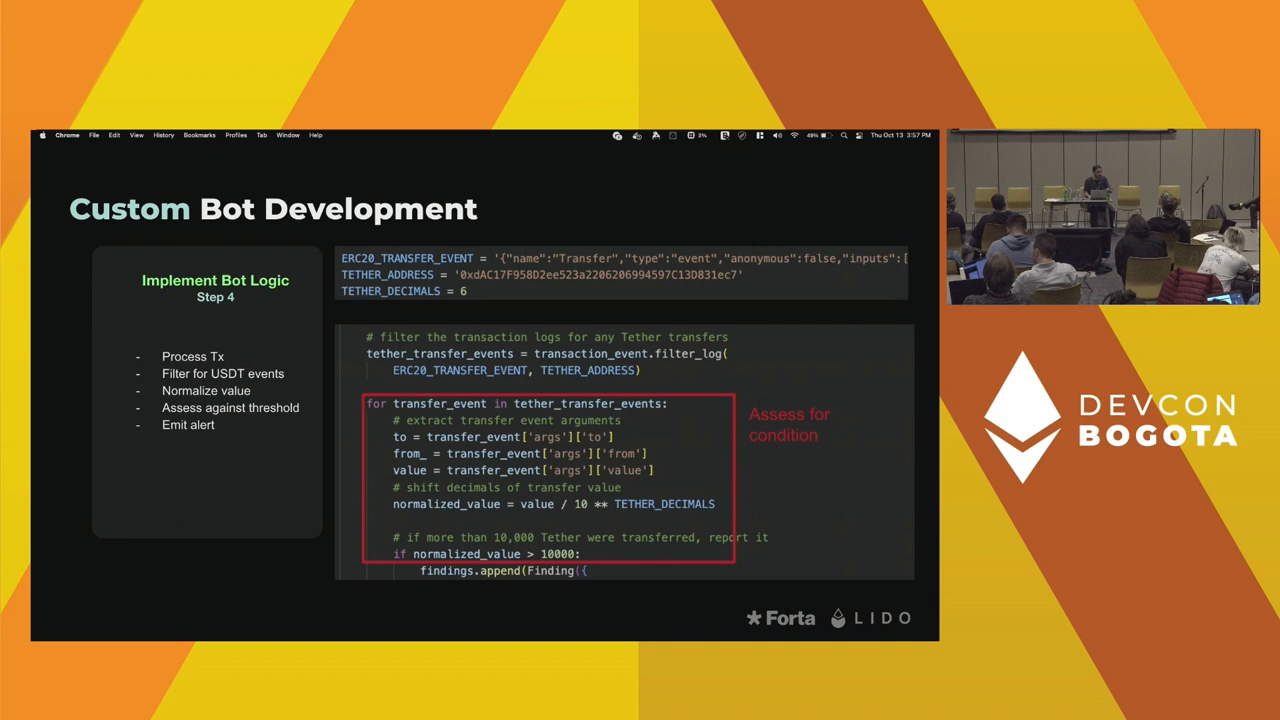 Chrome File Edit View History Bookmarks Profiles Tab Window Help
3% 49% Thu Oct 13 3:57 PM
Custom Bot Development
Implement Bot Logic
Step 4
- Process Tx
- Filter for USDT events
- Normalize value
- Assess against threshold
- Emit alert
ERC20_TRANSFER_EVENT = '{"name":"Transfer","type":"event","anonymous":false,"inputs":[
TETHER_ADDRESS = '0xdAC17F958D2ee523a2206206994597C13D831ec7'
TETHER_DECIMALS = 6
# filter the transaction logs for any Tether transfers
tether_transfer_events = transaction_event.filter_log(
ERC20_TRANSFER_EVENT, TETHER_ADDRESS)
for transfer_event in tether_transfer_events:
# extract transfer event arguments
to = transfer_event['args']['to']
from_ = transfer_event['args']['from']
value = transfer_event['args']['value']
# shift decimals of transfer value
normalized_value = value / 10 ** TETHER_DECIMALS
# if more than 10,000 Tether were transferred, report it
if normalized_value > 10000:
findings.append(Finding({
Assess for
condition
Forta LIDO
DEVCON
BOGOTA